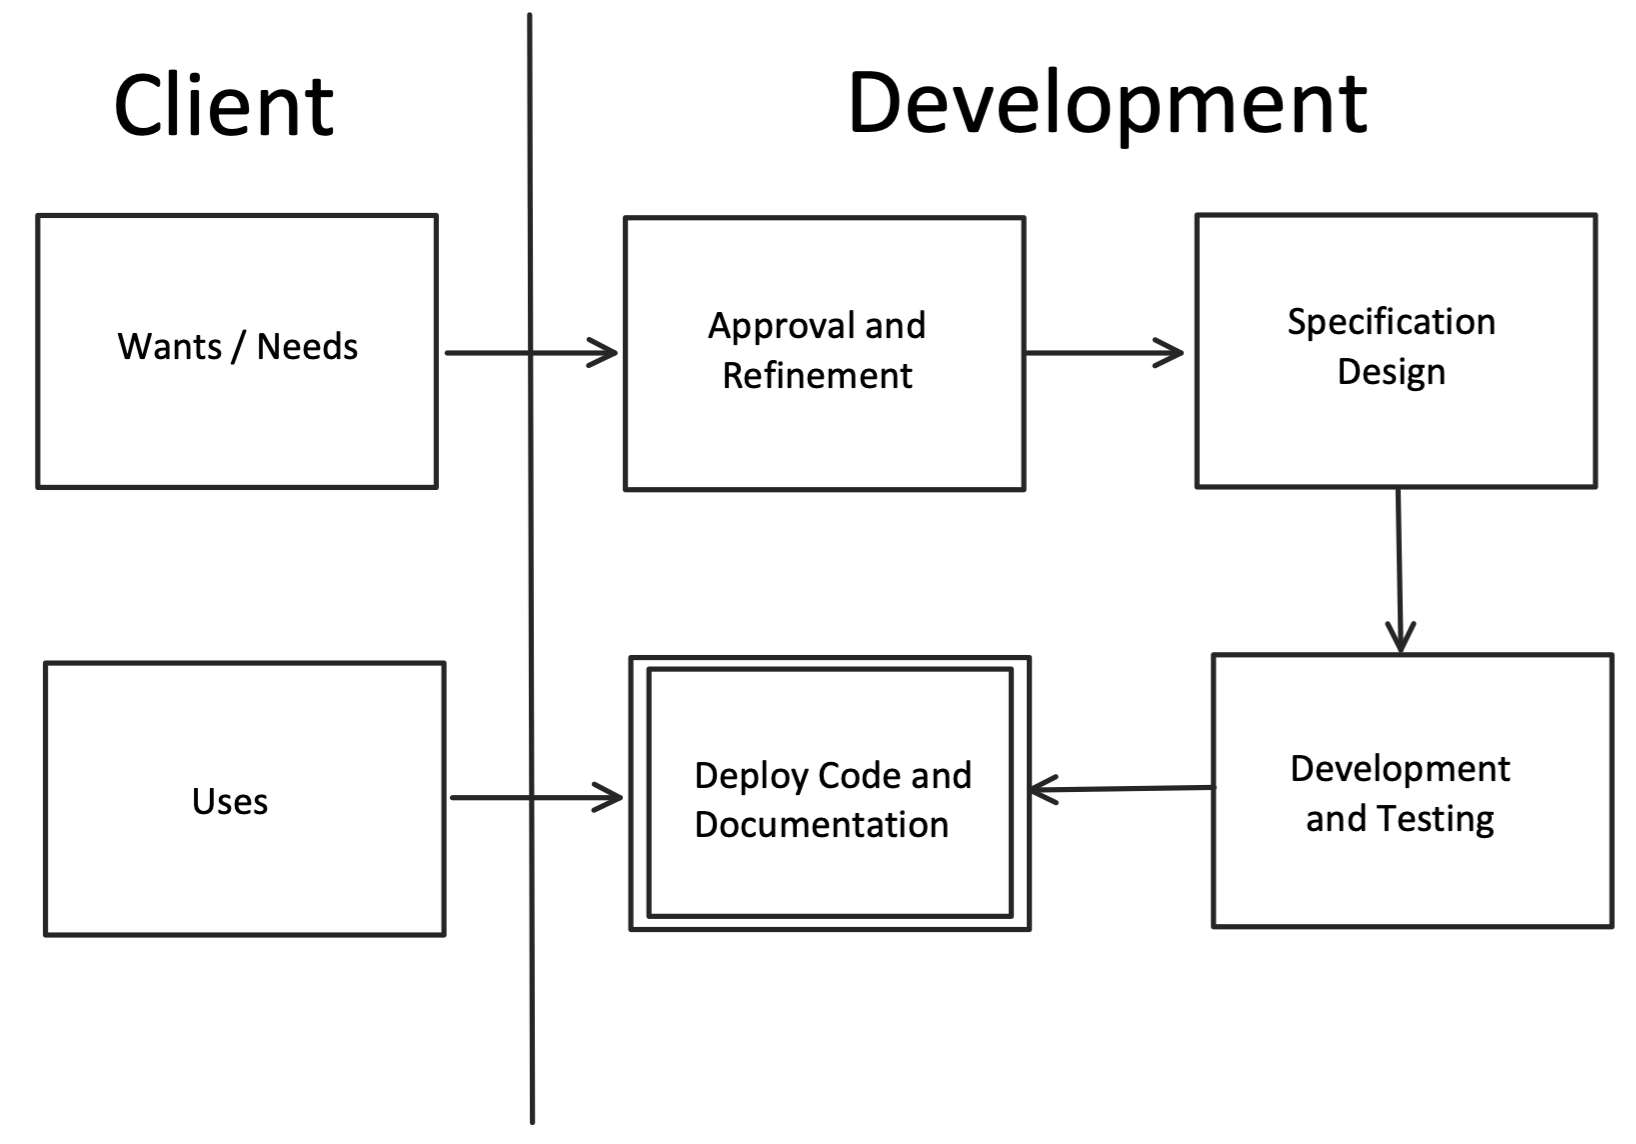 Client
Development
Wants / Needs
Approval and
Refinement
Specification
Design
Uses
Deploy Code and
Documentation
Development
and Testing